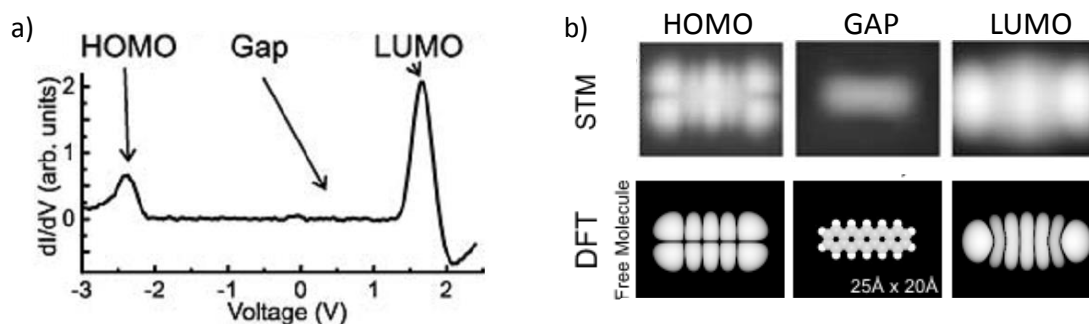 a)
HOMO Gap LUMO
dI/dV (arb. units)
2
1
0
-3 -2 -1 0 1 2
Voltage (V)
b)
HOMO GAP LUMO
STM
DFT
Free Molecule
25Å x 20Å